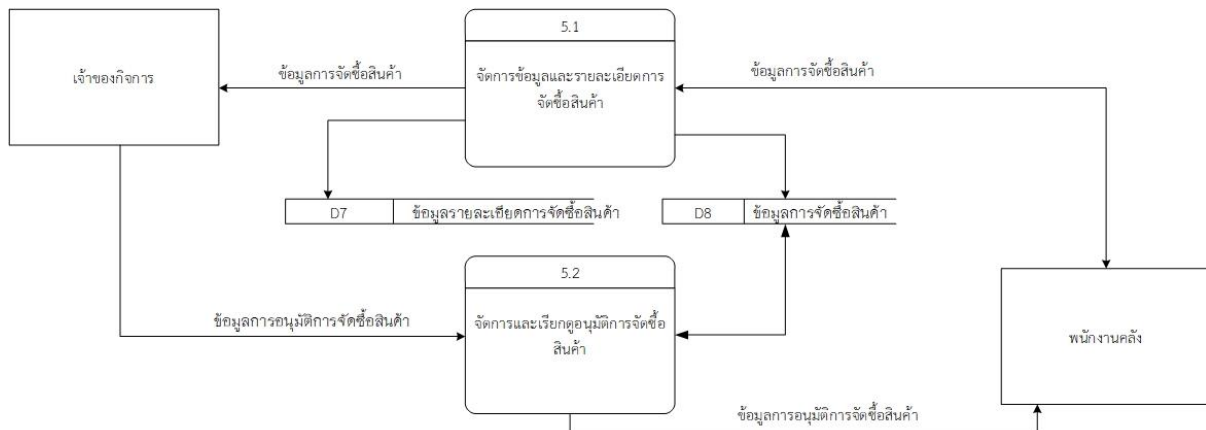 5.1
เจ้าของกิจการ
ข้อมูลการจัดซื้อสินค้า
จัดการข้อมูลและรายละเอียดการ
จัดซื้อสินค้า
ข้อมูลการจัดซื้อสินค้า
D7 ข้อมูลรายละเอียดการจัดซื้อสินค้า
D8 ข้อมูลการจัดซื้อสินค้า
5.2
ข้อมูลการอนุมัติการจัดซื้อสินค้า
จัดการและเรียกดูอนุมัติการจัดซื้อ
สินค้า
พนักงานคลัง
ข้อมูลการอนุมัติการจัดซื้อสินค้า